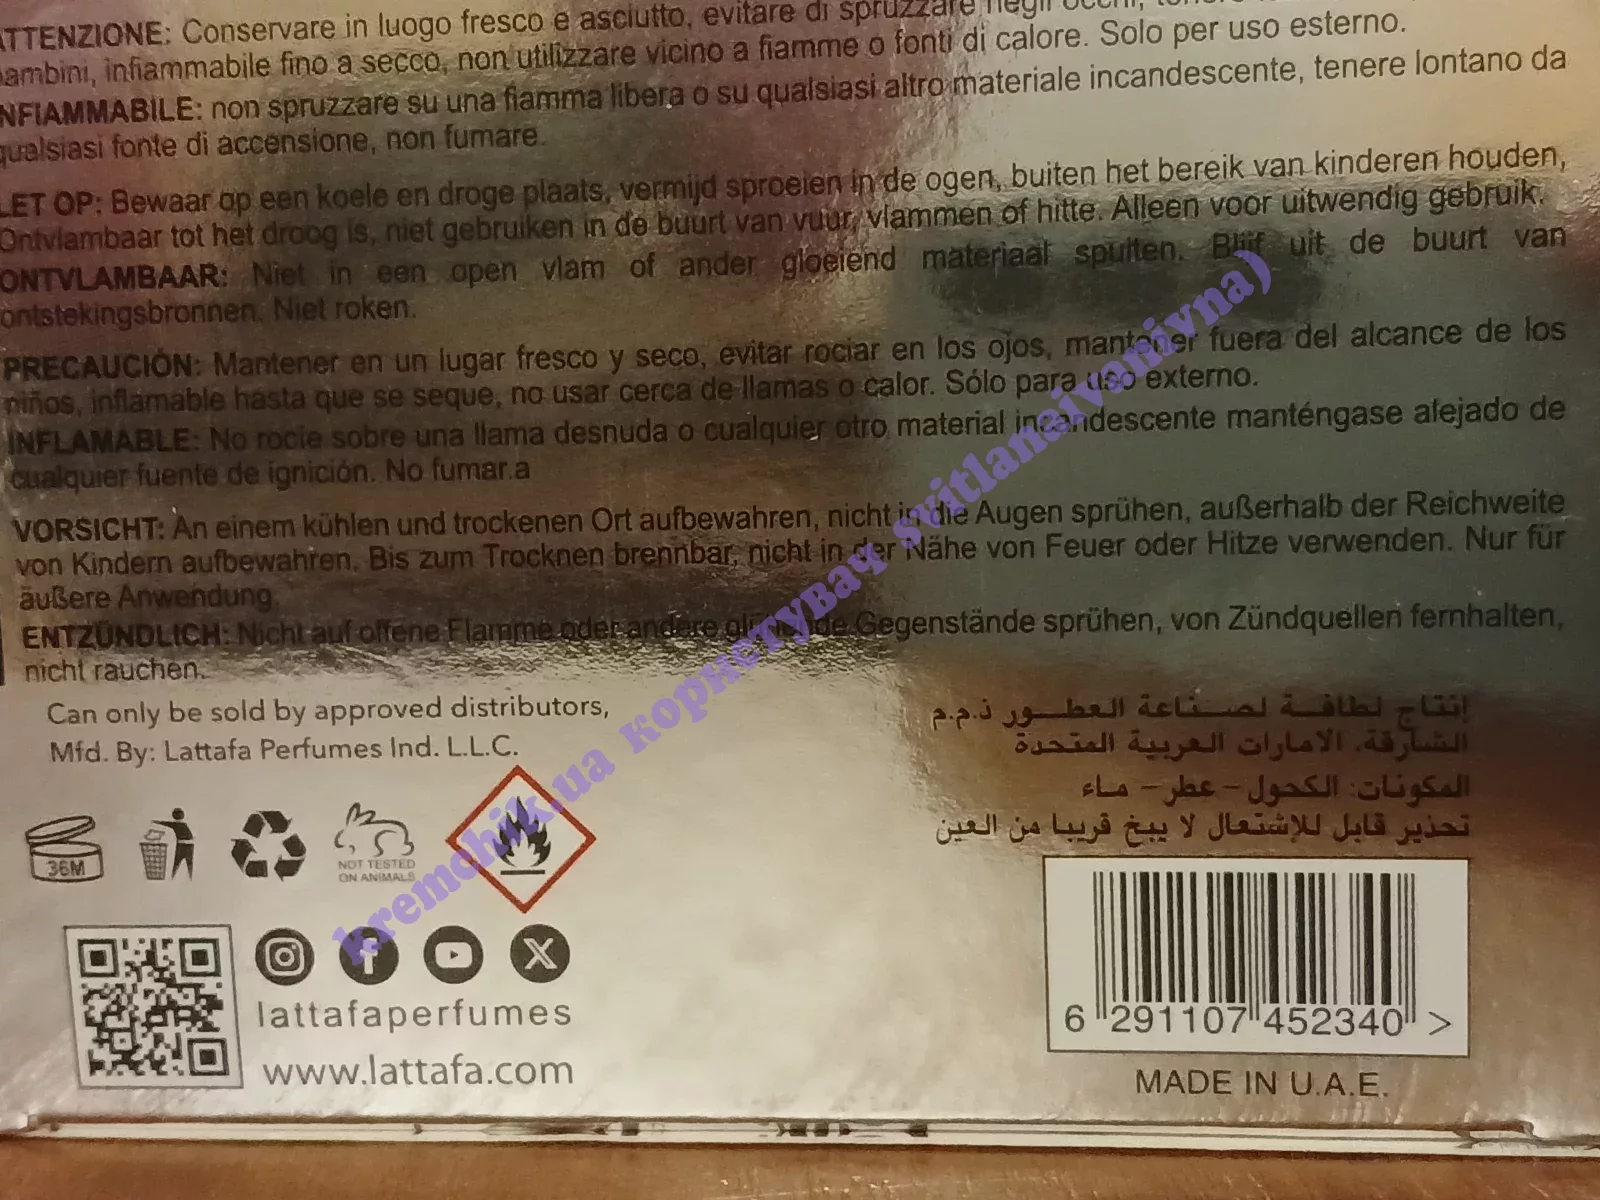 ATTENZIONE: Conservare in luogo fresco e asciutto, evitare di spruzzare negli occhi,
bambini, infiammabile fino a secco, non utilizzare vicino a fiamme o fonti di calore. Solo per uso esterno.
INFIAMMABILE: non spruzzare su una fiamma libera o su qualsiasi altro materiale incandescente, tenere lontano da
qualsiasi fonte di accensione, non fumare.
LET OP: Bewaar op een koele en droge plaats, vermijd sproeien in de ogen, buiten het bereik van kinderen houden,
Ontvlambaar tot het droog is, niet gebruiken in de buurt van vuur, vlammen of hitte. Alleen voor uitwendig gebruik.
ONTVLAMBAAR: Niet in een open vlam of ander gloeiend materiaal spuiten. Blijf uit de buurt van
ontstekingsbronnen. Niet roken.
PRECAUCIÓN: Mantener en un lugar fresco y seco, evitar rociar en los ojos, mantener fuera del alcance de los
niños, inflamable hasta que se seque, no usar cerca de llamas o calor. Sólo para uso externo.
INFLAMABLE: No rocie sobre una llama desnuda o cualquier otro material incandescente manténgase alejado de
cualquier fuente de ignición. No fumar.a
VORSICHT: An einem kühlen und trockenen Ort aufbewahren, nicht in die Augen sprühen, außerhalb der Reichweite
von Kindern aufbewahren. Bis zum Trocknen brennbar, nicht in der Nähe von Feuer oder Hitze verwenden. Nur für
äußere Anwendung.
ENTZÜNDLICH: Nicht auf offene Flamme oder andere glühende Gegenstände sprühen, von Zündquellen fernhalten,
nicht rauchen.
Can only be sold by approved distributors,
Mfd. By: Lattafa Perfumes Ind. L.L.C.
إنتاج لطافة لصناعة العطور ذ.م.م
الشارقة، الامارات العربية المتحدة
المكونات: الكحول - عطر - ماء
تحذير قابل للإشتعال لا يبخ قريبا من العين
36M
NOT TESTED
ON ANIMALS
lattafaperfumes
www.lattafa.com
6 291107 452340 >
MADE IN U.A.E.
kremchik.ua користувач svitlanaivanivna)